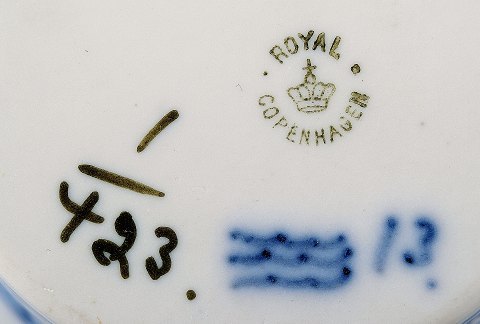 ROYAL
COPENHAGEN
1
423.
13.